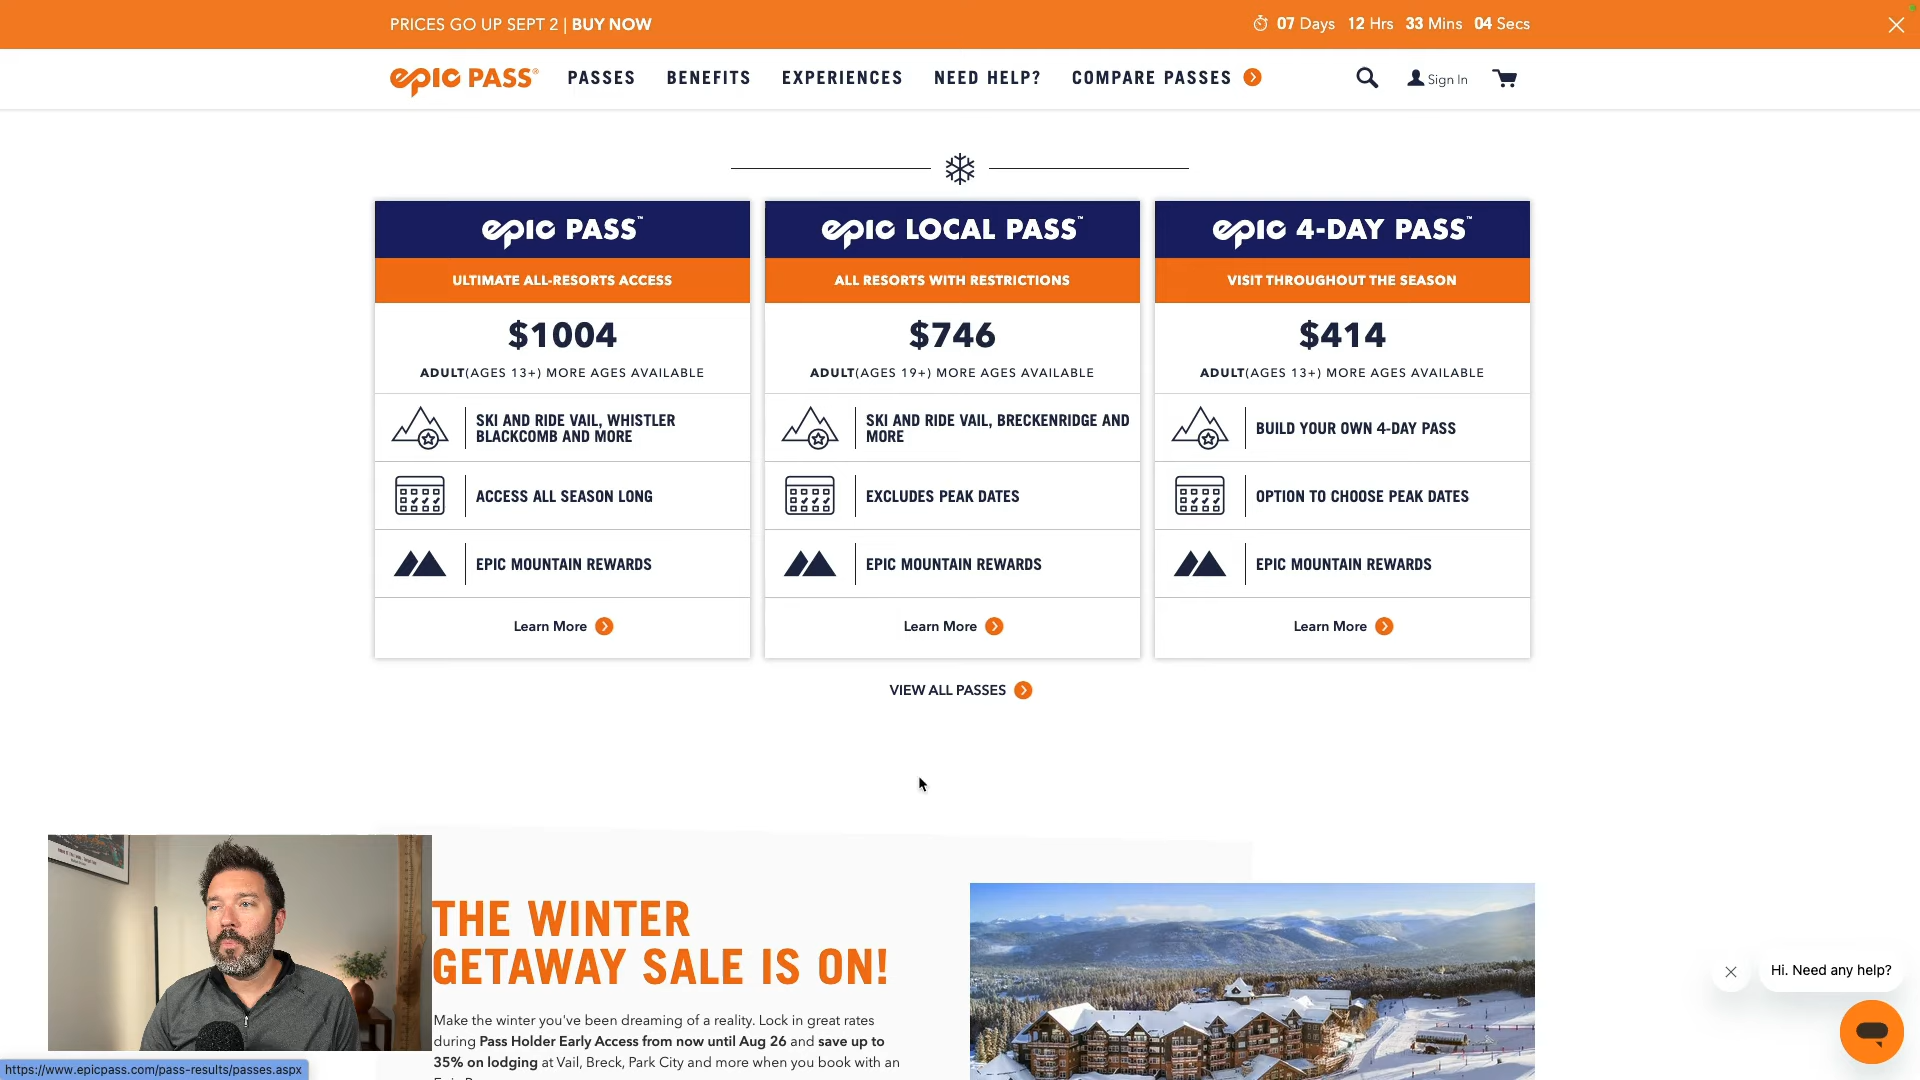 PRICES GO UP SEPT 2 | BUY NOW
07 Days 12 Hrs 33 Mins 04 Secs
epic PASS®
PASSES
BENEFITS
EXPERIENCES
NEED HELP?
COMPARE PASSES
Sign In
epic PASS™
ULTIMATE ALL-RESORTS ACCESS
$1004
ADULT(AGES 13+) MORE AGES AVAILABLE
SKI AND RIDE VAIL, WHISTLER
BLACKCOMB AND MORE
ACCESS ALL SEASON LONG
EPIC MOUNTAIN REWARDS
Learn More
epic LOCAL PASS™
ALL RESORTS WITH RESTRICTIONS
$746
ADULT(AGES 19+) MORE AGES AVAILABLE
SKI AND RIDE VAIL, BRECKENRIDGE AND
MORE
EXCLUDES PEAK DATES
EPIC MOUNTAIN REWARDS
Learn More
epic 4-DAY PASS™
VISIT THROUGHOUT THE SEASON
$414
ADULT(AGES 13+) MORE AGES AVAILABLE
BUILD YOUR OWN 4-DAY PASS
OPTION TO CHOOSE PEAK DATES
EPIC MOUNTAIN REWARDS
Learn More
VIEW ALL PASSES
THE WINTER
GETAWAY SALE IS ON!
Make the winter you've been dreaming of a reality. Lock in great rates
during Pass Holder Early Access from now until Aug 26 and save up to
35% on lodging at Vail, Breck, Park City and more when you book with an
Hi. Need any help?
https://www.epicpass.com/pass-results/passes.aspx